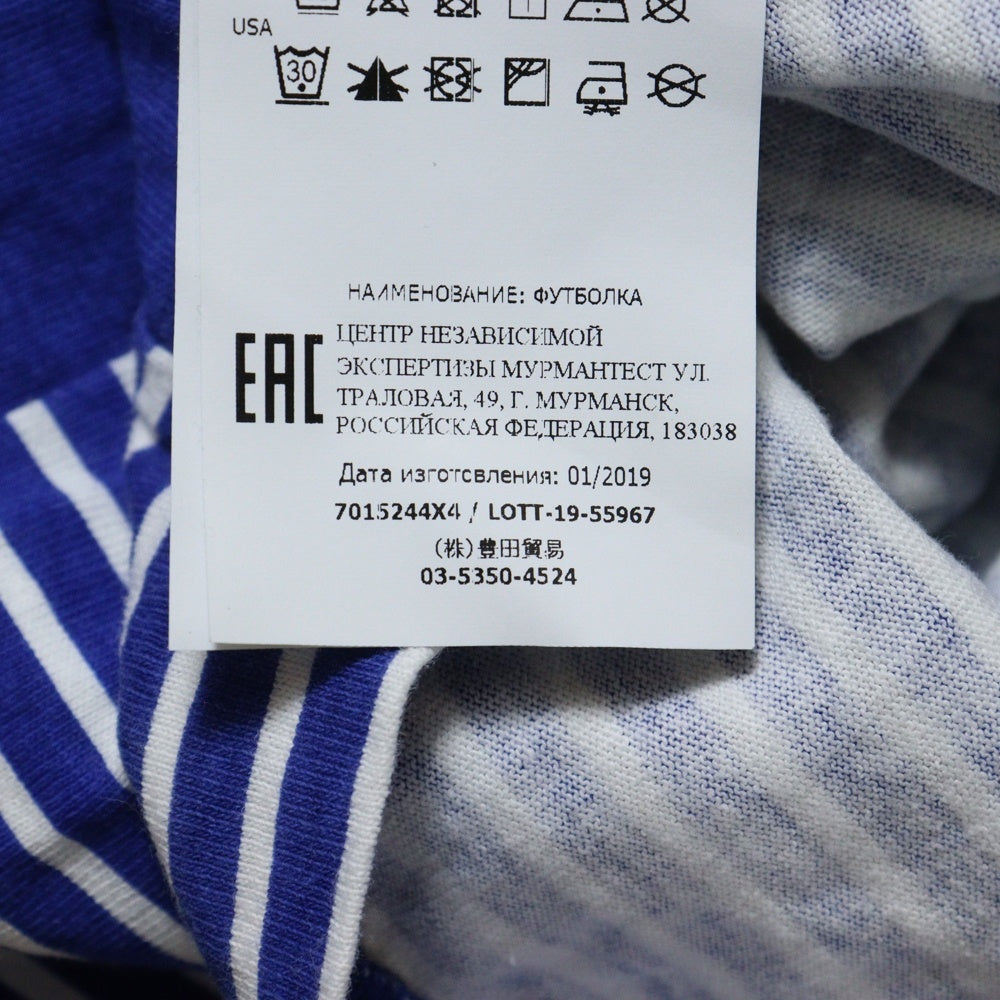 USA
30
НАИМЕНОВАНИЕ: ФУТБОЛКА
EAC
ЦЕНТР НЕЗАВИСИМОЙ
ЭКСПЕРТИЗЫ МУРМАНТЕСТ УЛ.
ТРАЛОВАЯ, 49, Г. МУРМАНСК,
РОССИЙСКАЯ ФЕДЕРАЦИЯ, 183038
Дата изготовления: 01/2019
7015244X4 / LOTT-19-55967
(株)豊田貿易
03-5350-4524